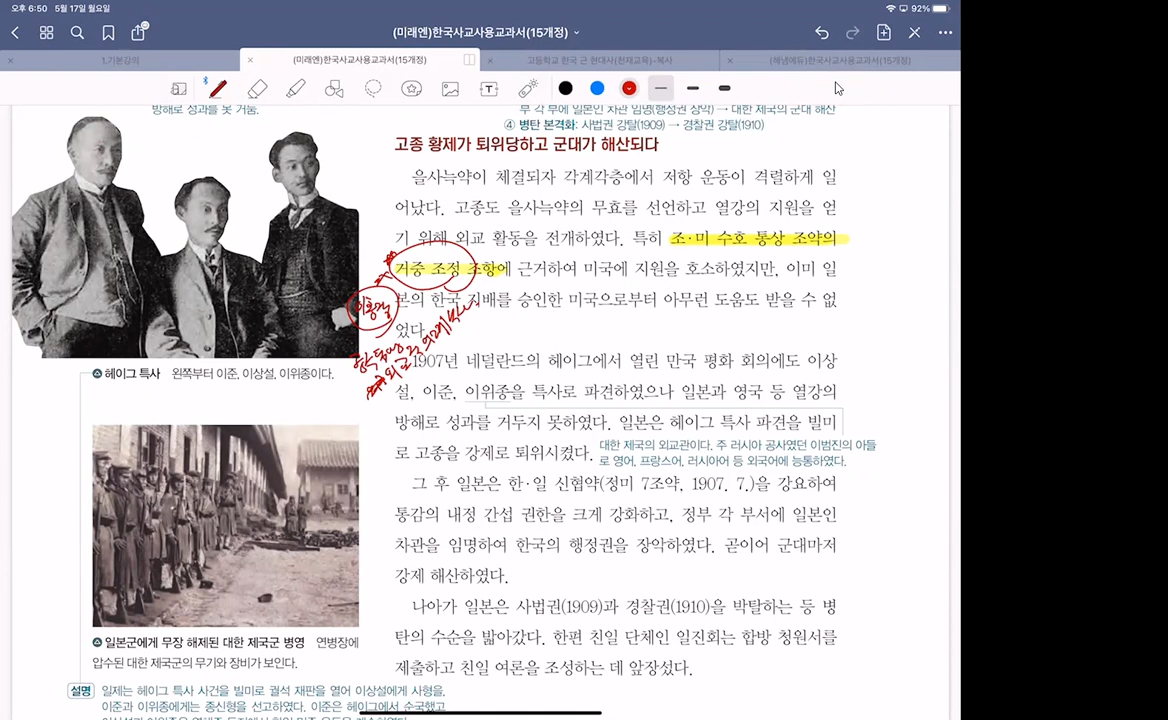 오후 6:50 5월 17일 월요일
92%
(미래엔)한국사교사용교과서(15개정)
1.기본강의
(미래엔)한국사교사용교과서(15개정)
고등학교 한국 근 현대사(천재교육)-복사
(해냄에듀)한국사교사용교과서(15개정)
방해로 성과를 못 거둠.
부 각 부에 일본인 차관 임명(행정권 장악) → 대한 제국의 군대 해산
④ 병탄 본격화: 사법권 강탈(1909) → 경찰권 강탈(1910)
고종 황제가 퇴위당하고 군대가 해산되다
을사늑약이 체결되자 각계각층에서 저항 운동이 격렬하게 일
어났다. 고종도 을사늑약의 무효를 선언하고 열강의 지원을 얻
기 위해 외교 활동을 전개하였다. 특히 조·미 수호 통상 조약의
거중 조정 조항에 근거하여 미국에 지원을 호소하였지만, 이미 일
본의 한국 지배를 승인한 미국으로부터 아무런 도움도 받을 수 없
었다.
1907년 네덜란드의 헤이그에서 열린 만국 평화 회의에도 이상
설, 이준, 이위종을 특사로 파견하였으나 일본과 영국 등 열강의
방해로 성과를 거두지 못하였다. 일본은 헤이그 특사 파견을 빌미
로 고종을 강제로 퇴위시켰다.
대한 제국의 외교관이다. 주 러시아 공사였던 이범진의 아들
로 영어, 프랑스어, 러시아어 등 외국어에 능통하였다.
그 후 일본은 한·일 신협약(정미 7조약, 1907. 7.)을 강요하여
통감의 내정 간섭 권한을 크게 강화하고, 정부 각 부서에 일본인
차관을 임명하여 한국의 행정권을 장악하였다. 곧이어 군대마저
강제 해산하였다.
나아가 일본은 사법권(1909)과 경찰권(1910)을 박탈하는 등 병
탄의 수순을 밟아갔다. 한편 친일 단체인 일진회는 합방 청원서를
제출하고 친일 여론을 조성하는 데 앞장섰다.
헤이그 특사 왼쪽부터 이준, 이상설, 이위종이다.
일본군에게 무장 해제된 대한 제국군 병영 연병장에
압수된 대한 제국군의 무기와 장비가 보인다.
설명 일제는 헤이그 특사 사건을 빌미로 궐석 재판을 열어 이상설에게 사형을,
이준과 이위종에게는 종신형을 선고하였다. 이준은 헤이그에서 순국했고